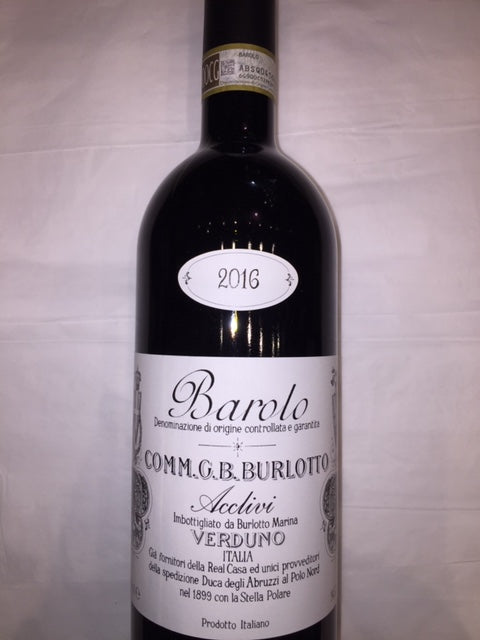 BAROLO
2016
Barolo
Denominazione di origine controllata e garantita
COMM. G. B. BURLOTTO
Acclivi
Imbottigliato da Burlotto Marina
VERDUNO
ITALIA
Già fornitori della Real Casa ed unici provveditori
della spedizione Duca degli Abruzzi al Polo Nord
nel 1899 con la Stella Polare
Prodotto Italiano